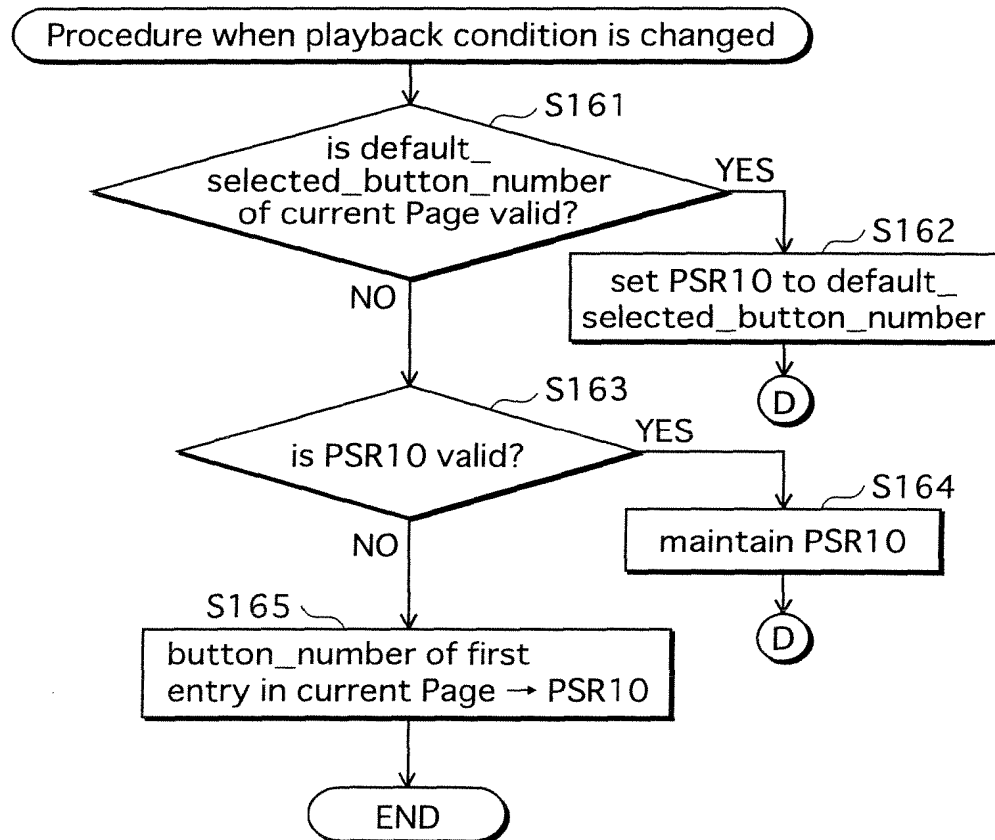 Procedure when playback condition is changed
S161
is default_
selected_button_number
of current Page valid?
YES
S162
set PSR10 to default_
selected_button_number
D
NO
S163
is PSR10 valid?
YES
S164
maintain PSR10
D
NO
S165
button_number of first
entry in current Page → PSR10
END